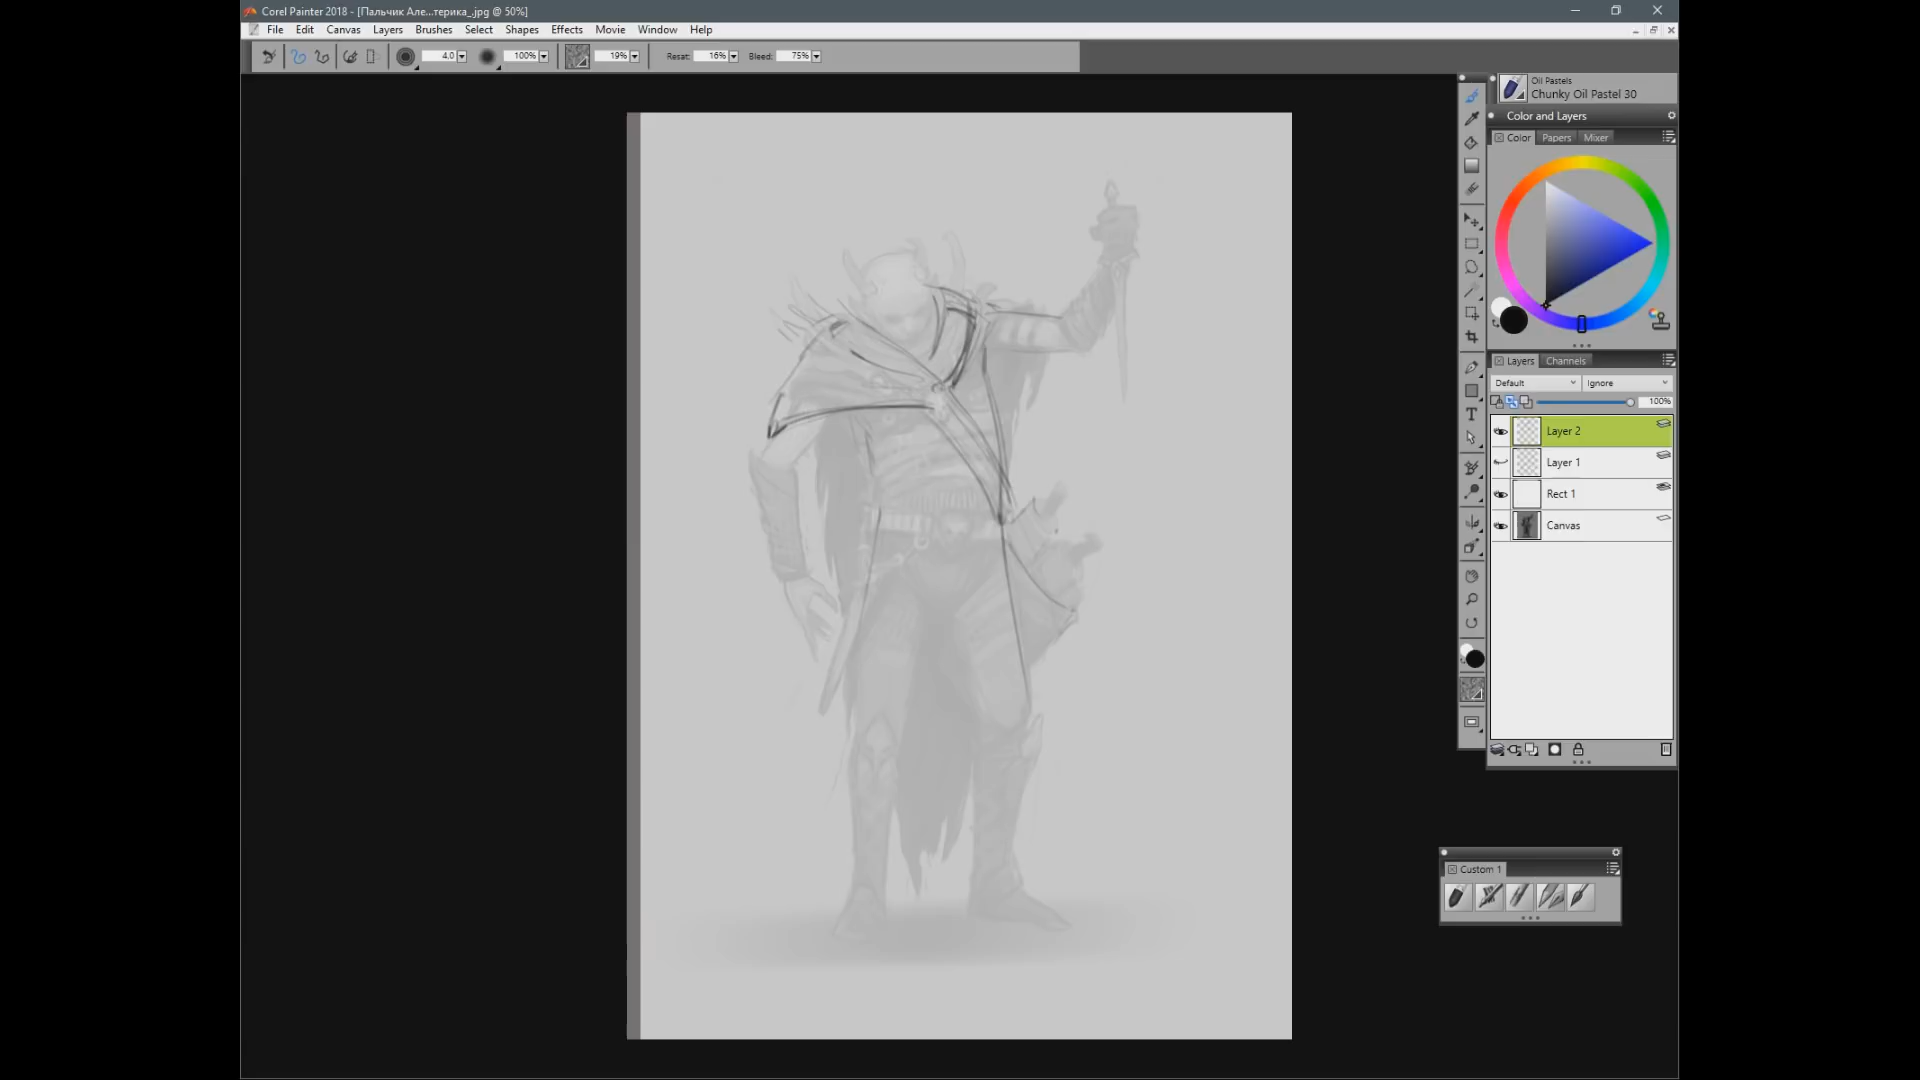 Corel Painter 2018 - [Пальчик Але...терика_.jpg @ 50%]
File Edit Canvas Layers Brushes Select Shapes Effects Movie Window Help
4.0 100% 19% Resat: 16% Bleed: 75%
Oil Pastels
Chunky Oil Pastel 30
Color and Layers
Color Papers Mixer
Layers Channels
Default Ignore
100%
Layer 2
Layer 1
Rect 1
Canvas
T
Custom 1